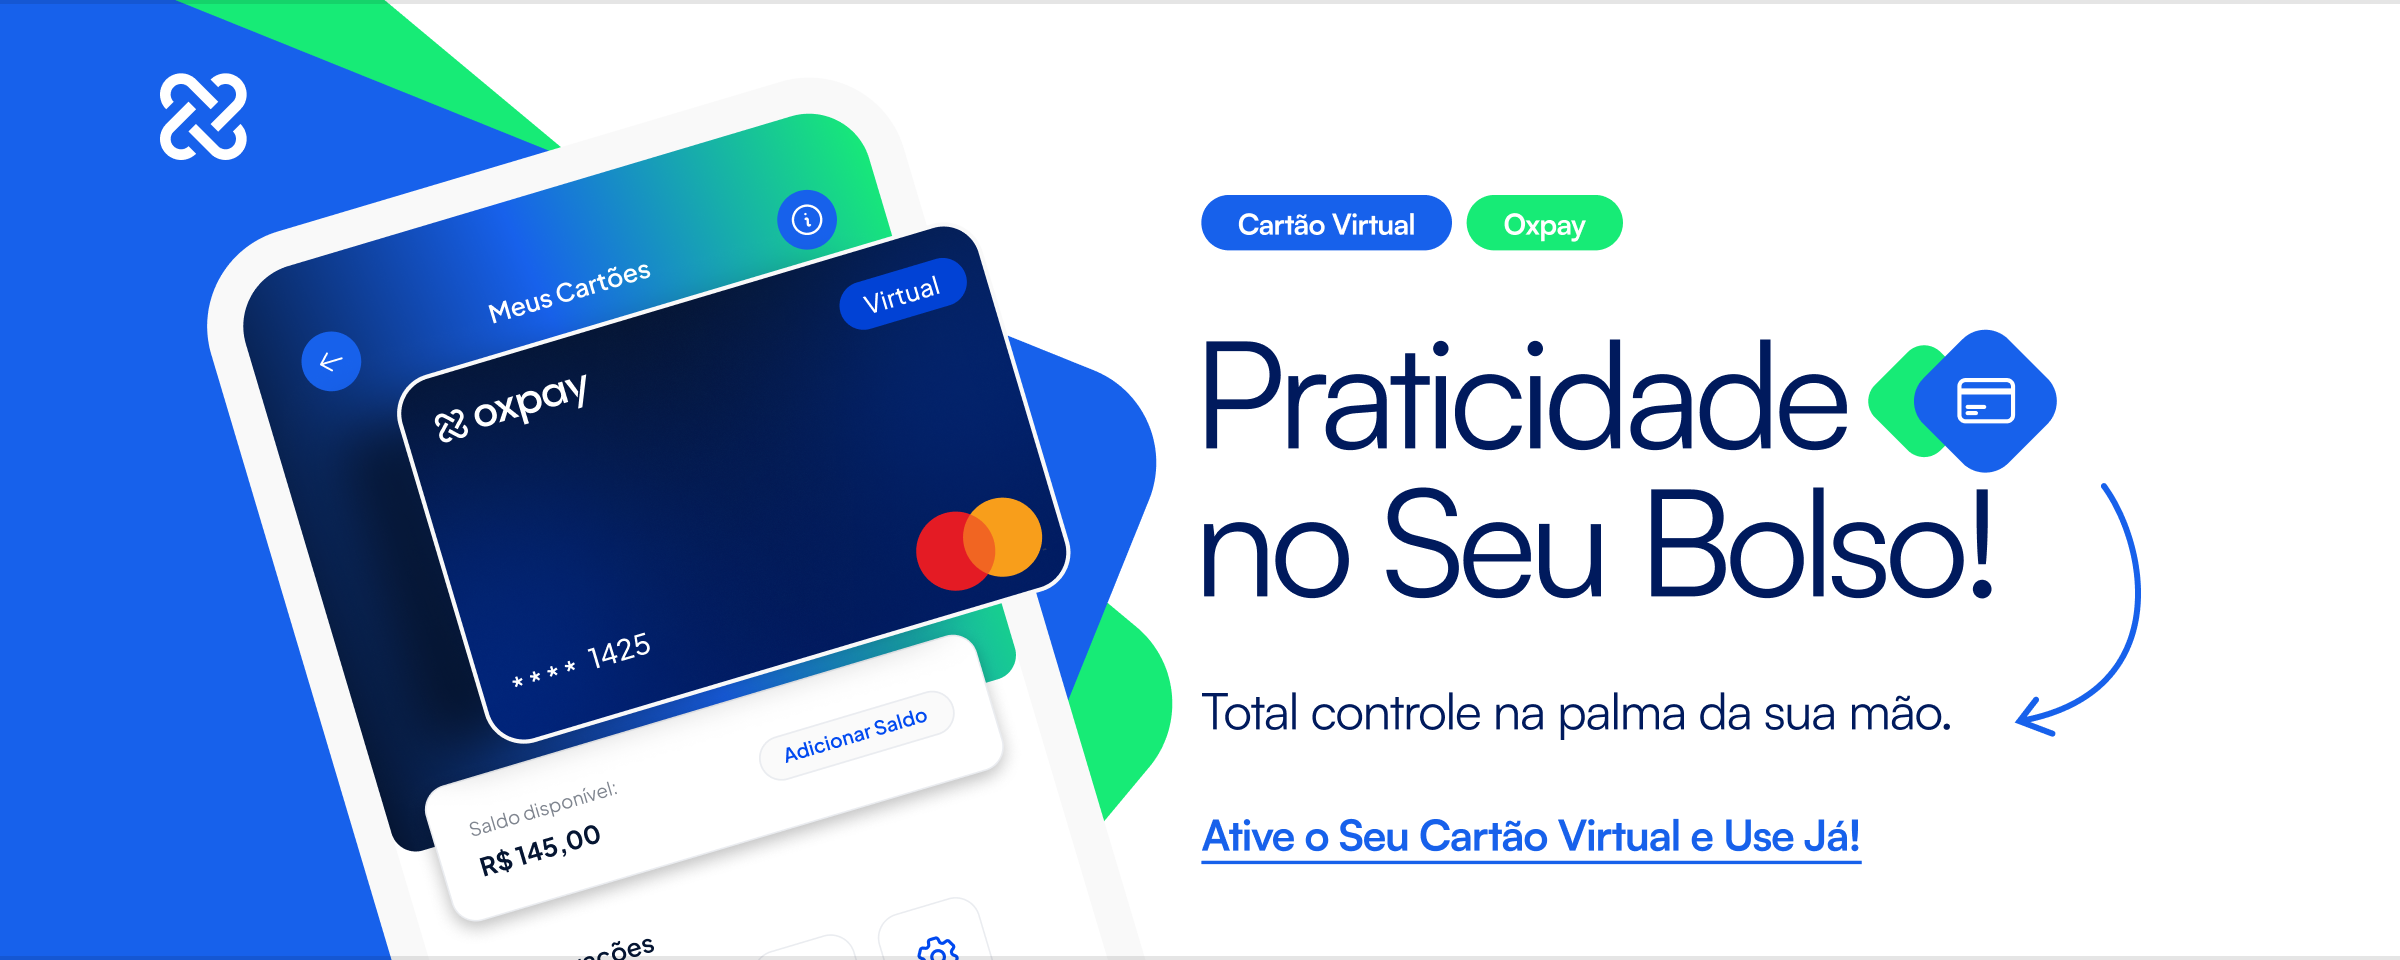 Meus Cartões
Virtual
oxpay
**** 1425
Adicionar Saldo
Saldo disponível:
R$ 145,00
Cartão Virtual
Oxpay
Praticidade
no Seu Bolso!
Total controle na palma da sua mão.
Ative o Seu Cartão Virtual e Use Já!